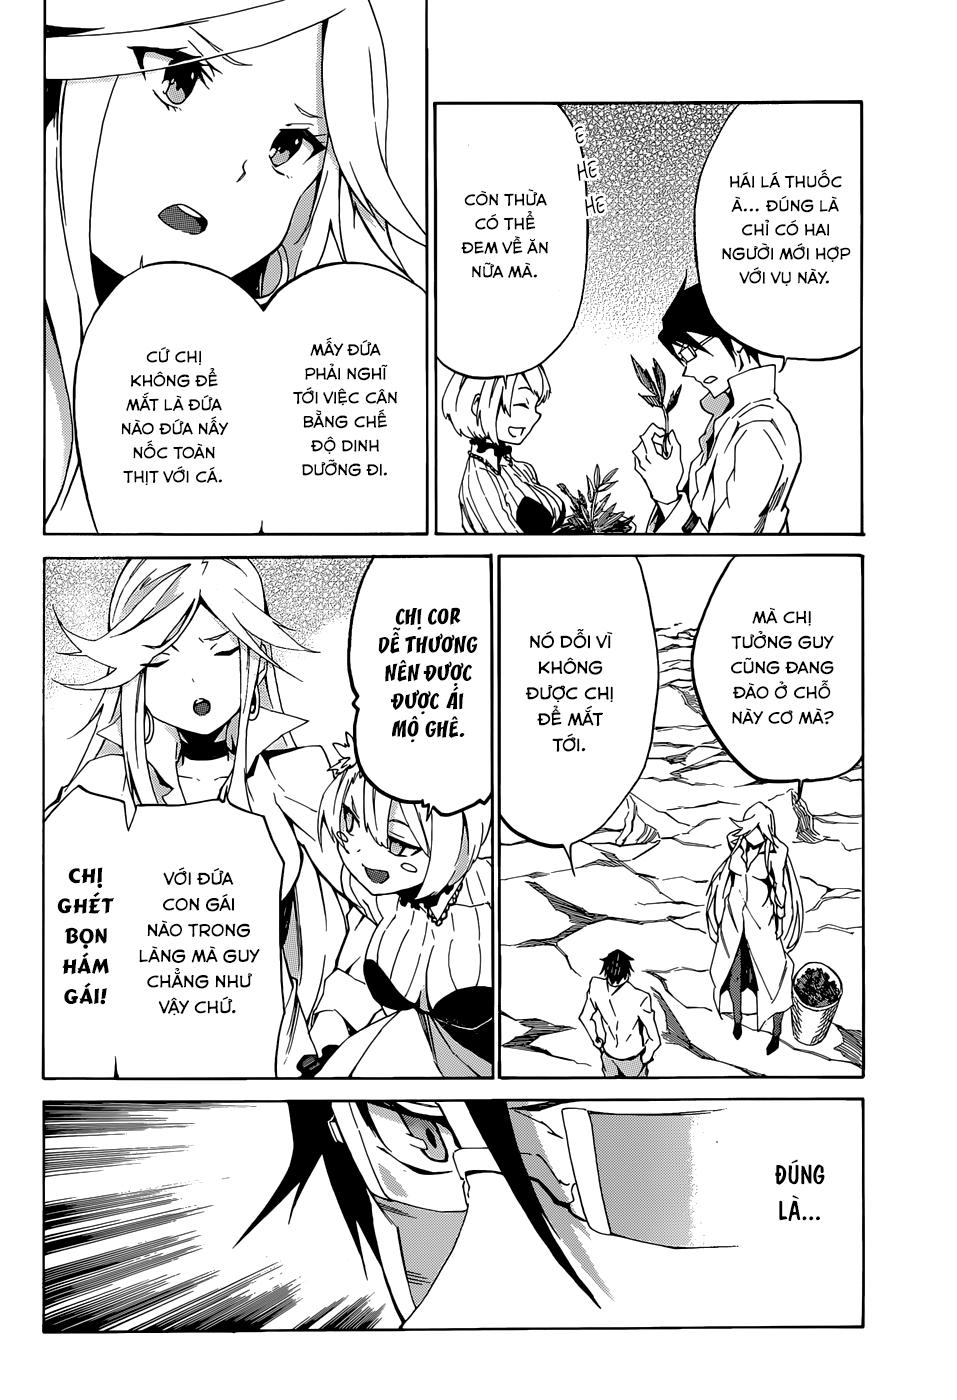 HÁI LÁ THUỐC
À... ĐÚNG LÀ
CHỈ CÓ HAI
NGƯỜI MỚI HỢP
VỚI VỤ NÀY.
E
HE
HE
CÒN THỪA
CÓ THỂ
ĐEM VỀ ĂN
NỮA MÀ.
MẤY ĐỨA
PHẢI NGHĨ
TỚI VIỆC CÂN
BẰNG CHẾ
ĐỘ DINH
DƯỠNG ĐI.
CỨ CHỊ
KHÔNG ĐỂ
MẮT LÀ ĐỨA
NÀO ĐỨA NẤY
NỐC TOÀN
THỊT VỚI CÁ.
MÀ CHỊ
TƯỞNG GUY
CŨNG ĐANG
ĐÀO Ở CHỖ
NÀY CƠ MÀ?
NÓ DỖI VÌ
KHÔNG
ĐƯỢC CHỊ
ĐỂ MẮT
TỚI.
CHỊ COR
DỄ THƯƠNG
NÊN ĐƯỢC
ĐƯỢC ÁI
MỘ GHÊ.
VỚI ĐỨA
CON GÁI
NÀO TRONG
LÀNG MÀ GUY
CHẲNG NHƯ
VẬY CHỨ.
CHỊ
GHÉT
BỌN
HÁM
GÁI!
ĐÚNG
LÀ...